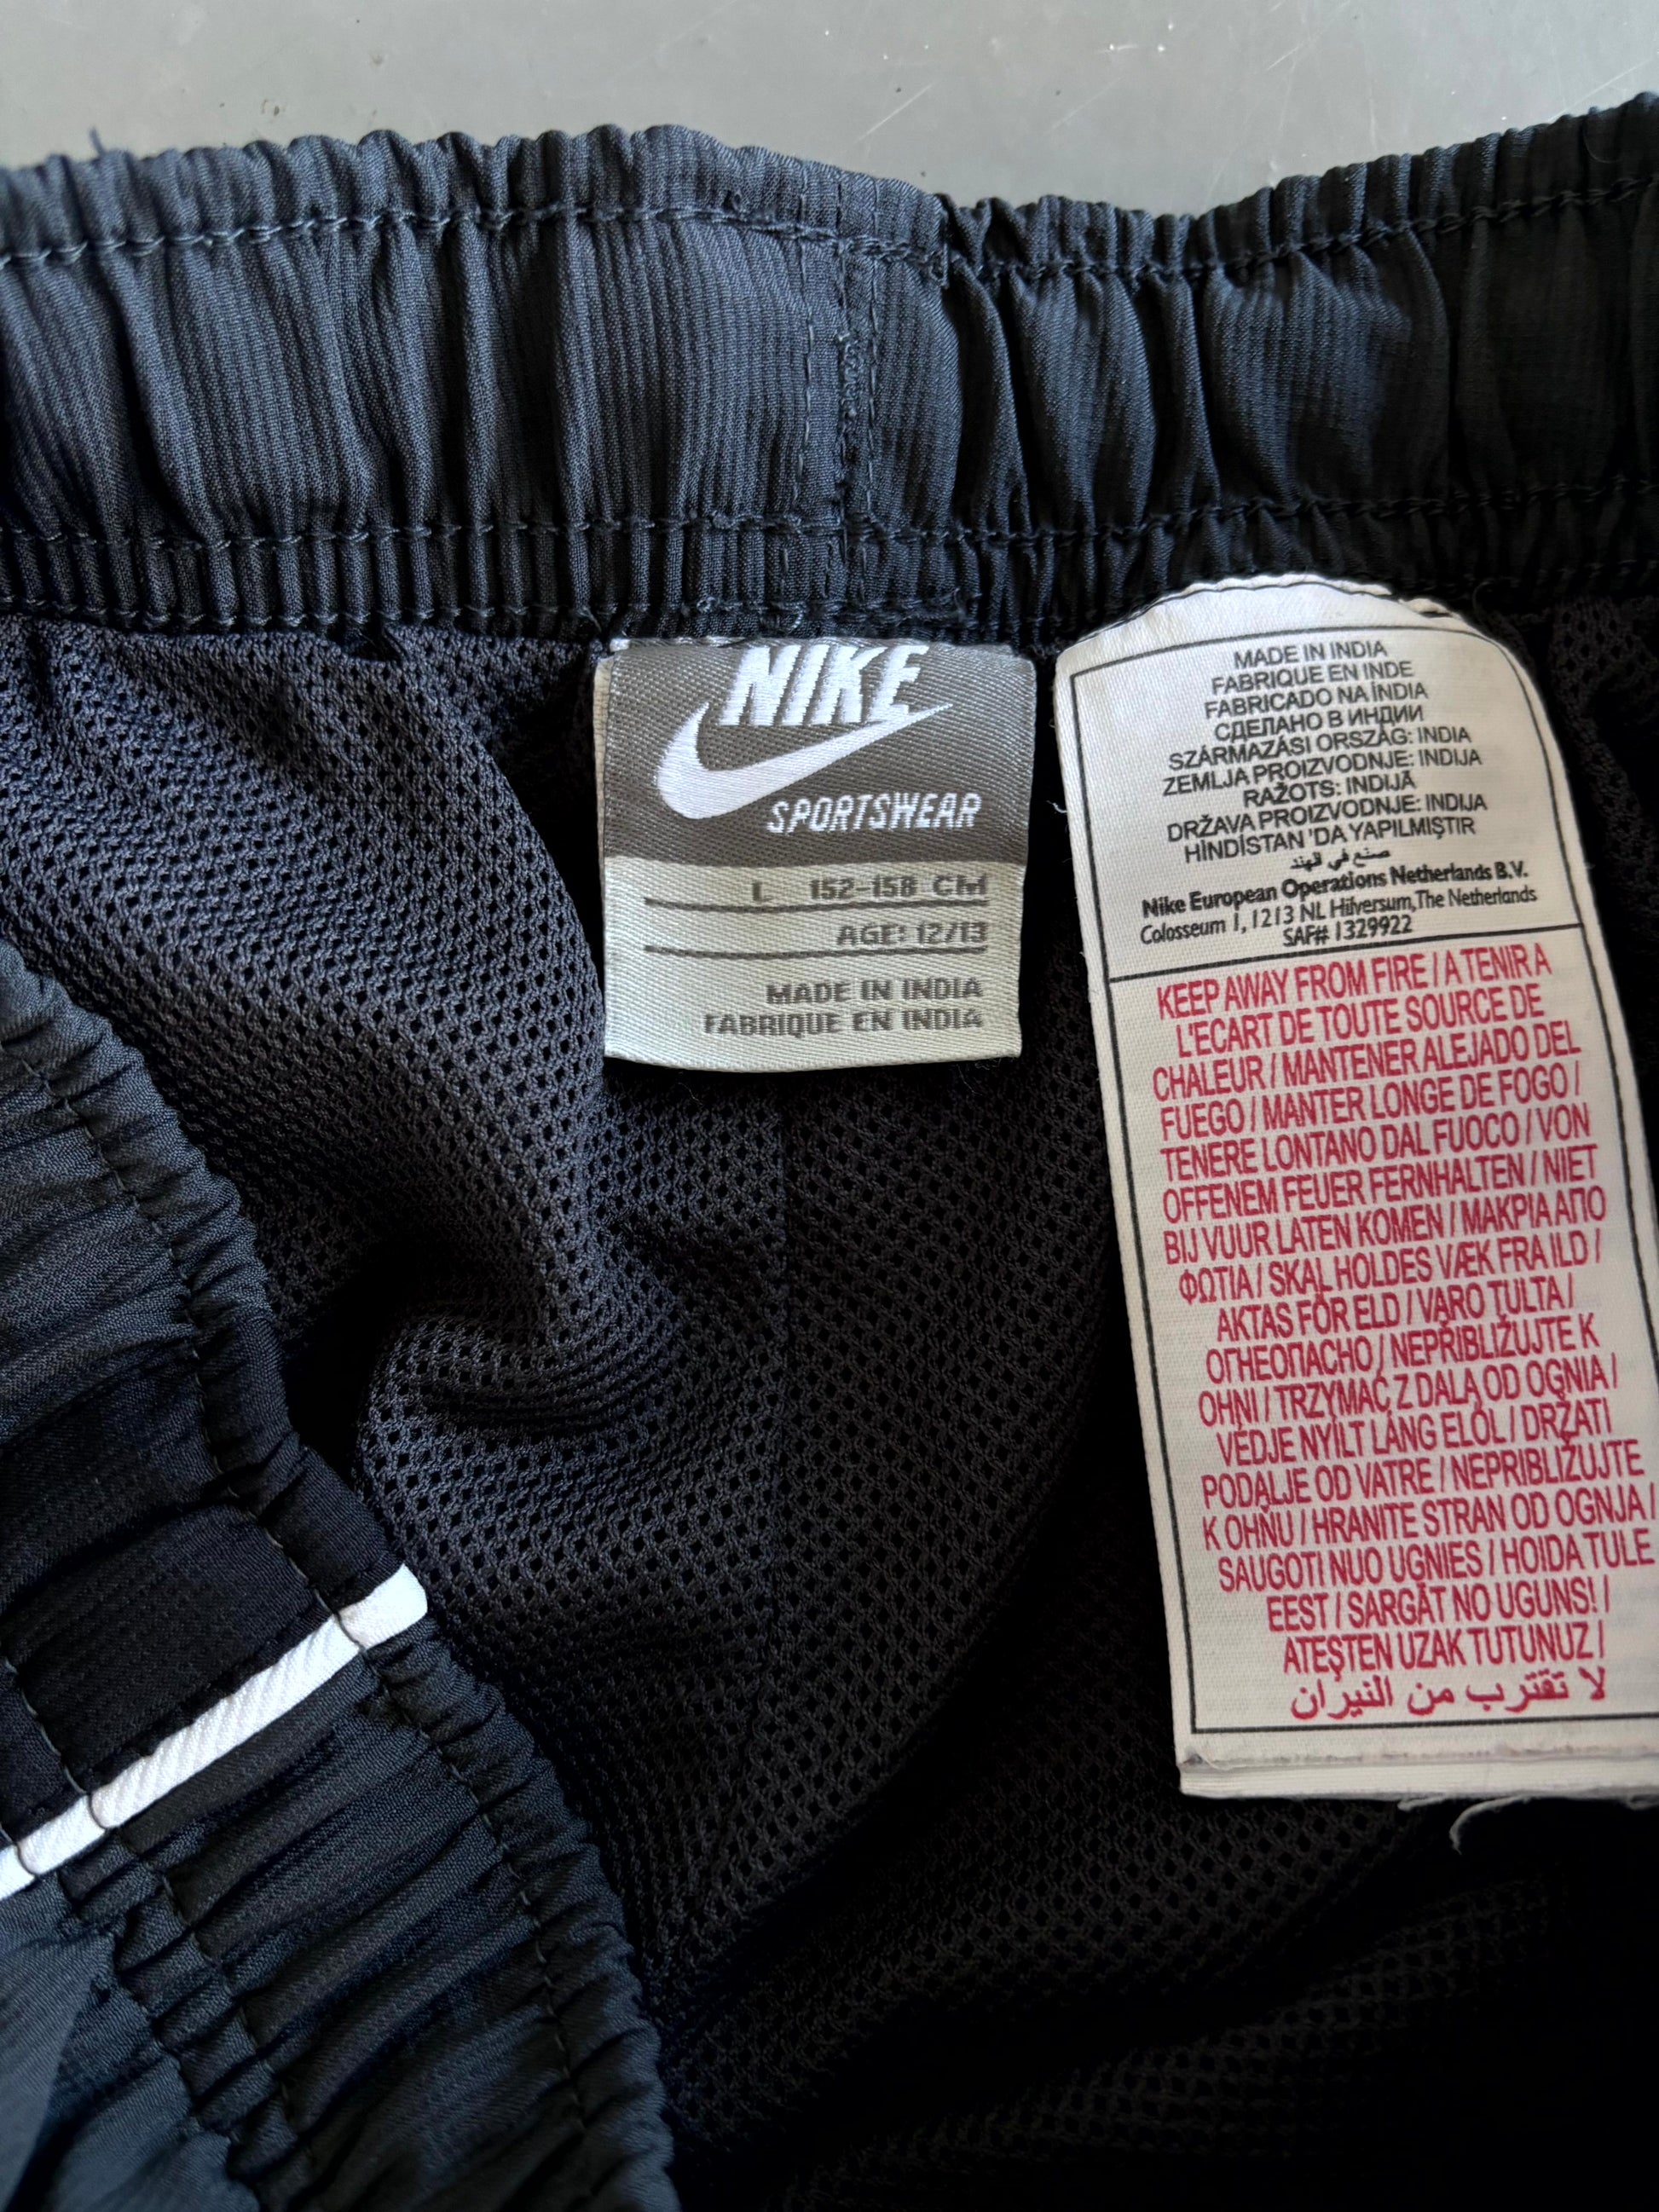 NIKE
SPORTSWEAR
L 152-158 CM
AGE: 12/13
MADE IN INDIA
FABRIQUE EN INDIA
MADE IN INDIA
FABRIQUE EN INDE
FABRICADO NA ÍNDIA
СДЕЛАНО В ИНДИИ
SZÁRMAZÁSI ORSZÁG: INDIA
ZEMLJA PROIZVODNJE: INDIJA
RAŽOTS: INDIJĀ
DRŽAVA PROIZVODNJE: INDIJA
HİNDİSTAN 'DA YAPILMIŞTIR
صنع في الهند
Nike European Operations Netherlands B.V.
Colosseum 1, 1213 NL Hilversum,The Netherlands
SAF# 1329922
KEEP AWAY FROM FIRE / A TENIR A
L'ECART DE TOUTE SOURCE DE
CHALEUR / MANTENER ALEJADO DEL
FUEGO / MANTER LONGE DE FOGO /
TENERE LONTANO DAL FUOCO / VON
OFFENEM FEUER FERNHALTEN / NIET
BIJ VUUR LATEN KOMEN / ΜΑΚΡΙΑ ΑΠΟ
ΦΩΤΙΑ / SKAL HOLDES VÆK FRA ILD /
AKTAS FÖR ELD / VARO TULTA /
ОГНЕОПАСНО / NEPŘIBLIŽUJTE K
OHNI / TRZYMAĆ Z DALA OD OGNIA /
VÉDJE NYÍLT LÁNG ELŐL / DRŽATI
PODALJE OD VATRE / NEPRIBLIŽUJTE
K OHŇU / HRANITE STRAN OD OGNJA /
SAUGOTI NUO UGNIES / HOIDA TULE
EEST / SARGĀT NO UGUNS! /
ATEŞTEN UZAK TUTUNUZ /
لا تقترب من النيران